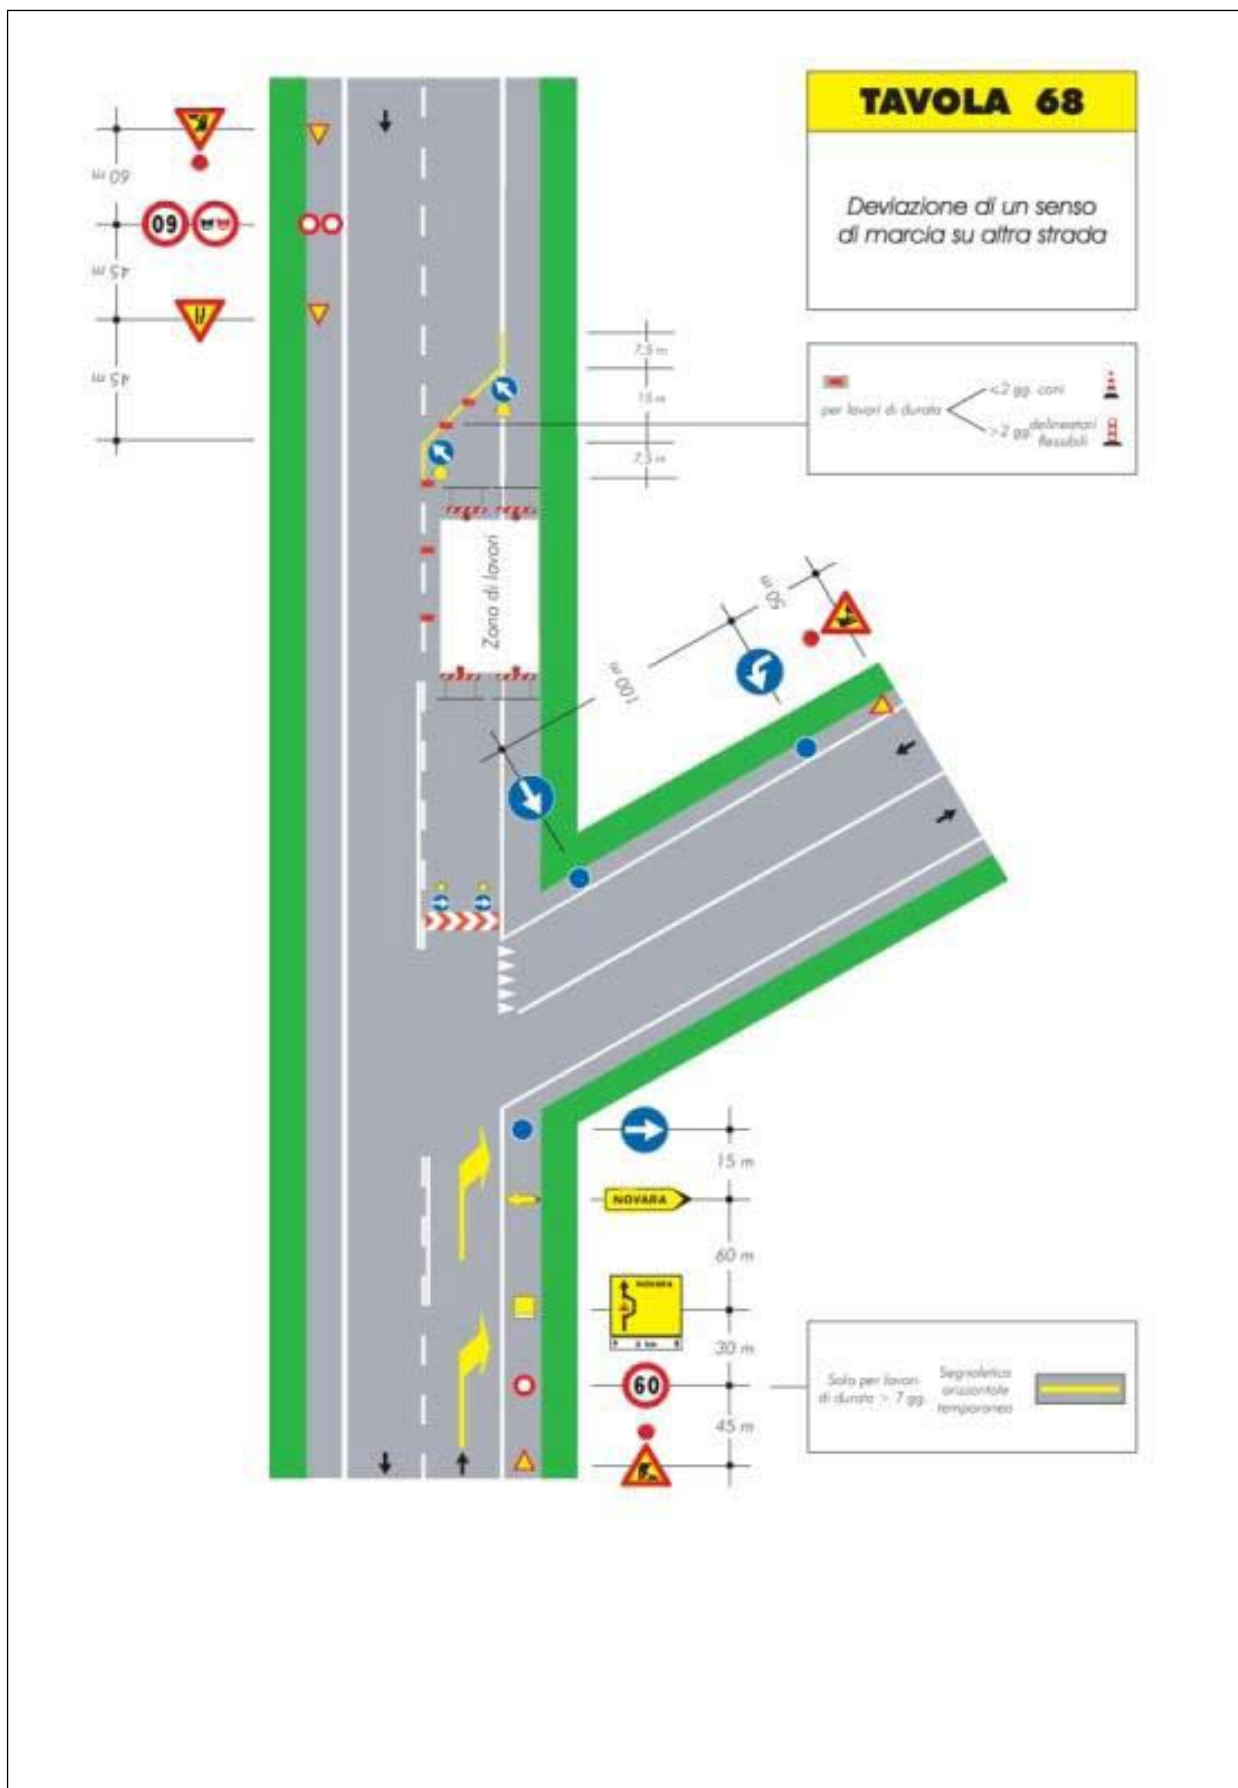 TAVOLA 68
Deviazione di un senso
di marcia su altra strada
60 m
60
45 m
45 m
7,5 m
15 m
7,5 m
per lavori di durata
<2 gg. coni
>2 gg. delineatori
flessibili
Zona di lavori
50 m
100 m
15 m
NOVARA
60 m
NOVARA
30 m
60
45 m
Solo per lavori
di durata > 7 gg.
Segnaletica
orizzontale
temporanea